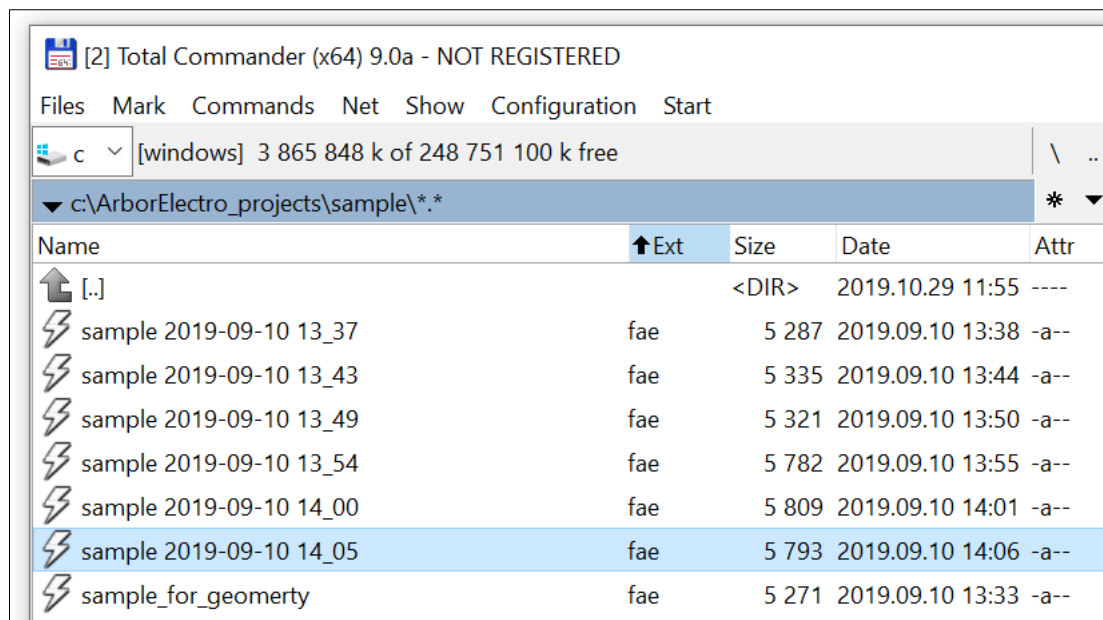 [2] Total Commander (x64) 9.0a - NOT REGISTERED
Files Mark Commands Net Show Configuration Start
c [windows] 3 865 848 k of 248 751 100 k free \ ..
c:\ArborElectro_projects\sample\*.* *
Name Ext Size Date Attr
[..] <DIR> 2019.10.29 11:55 ----
sample 2019-09-10 13_37 fae 5 287 2019.09.10 13:38 -a--
sample 2019-09-10 13_43 fae 5 335 2019.09.10 13:44 -a--
sample 2019-09-10 13_49 fae 5 321 2019.09.10 13:50 -a--
sample 2019-09-10 13_54 fae 5 782 2019.09.10 13:55 -a--
sample 2019-09-10 14_00 fae 5 809 2019.09.10 14:01 -a--
sample 2019-09-10 14_05 fae 5 793 2019.09.10 14:06 -a--
sample_for_geomerty fae 5 271 2019.09.10 13:33 -a--